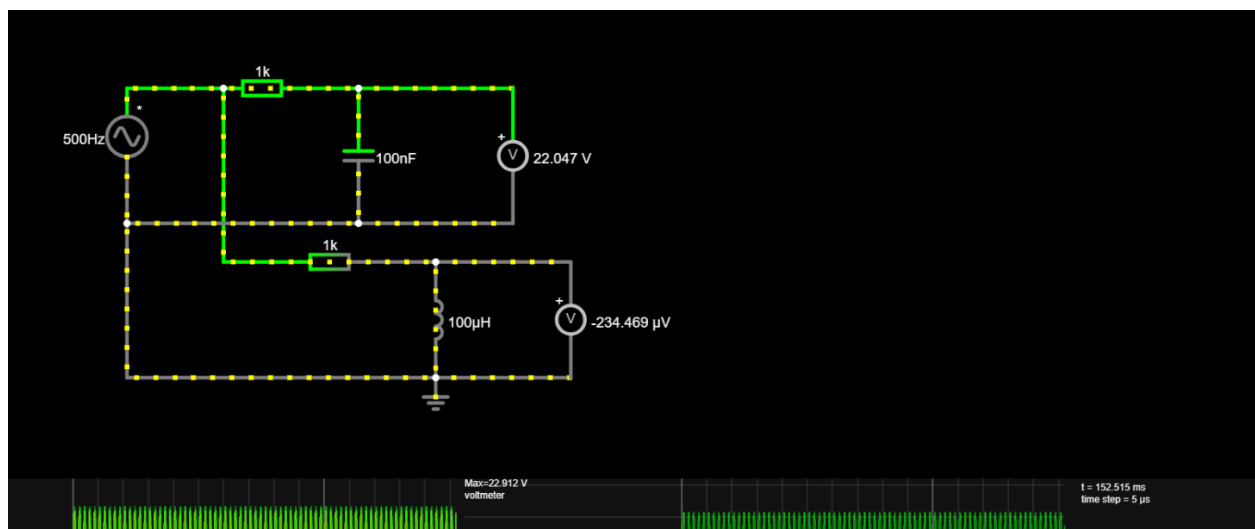 1k
*
500Hz
100nF
+
V
22.047 V
1k
+
100µH
V
-234.469 µV
Max=22.912 V
voltmeter
t = 152.515 ms
time step = 5 µs